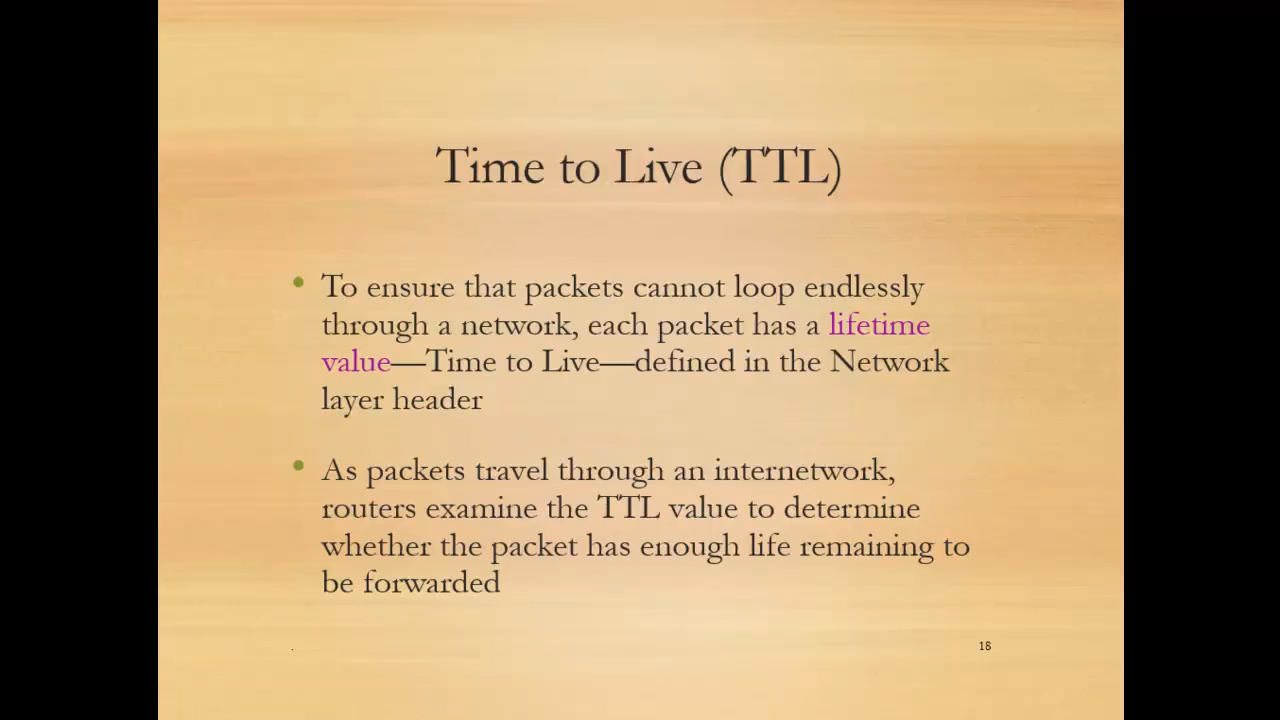 Time to Live (TTL)
• To ensure that packets cannot loop endlessly
through a network, each packet has a lifetime
value—Time to Live—defined in the Network
layer header
• As packets travel through an internetwork,
routers examine the TTL value to determine
whether the packet has enough life remaining to
be forwarded
. 18